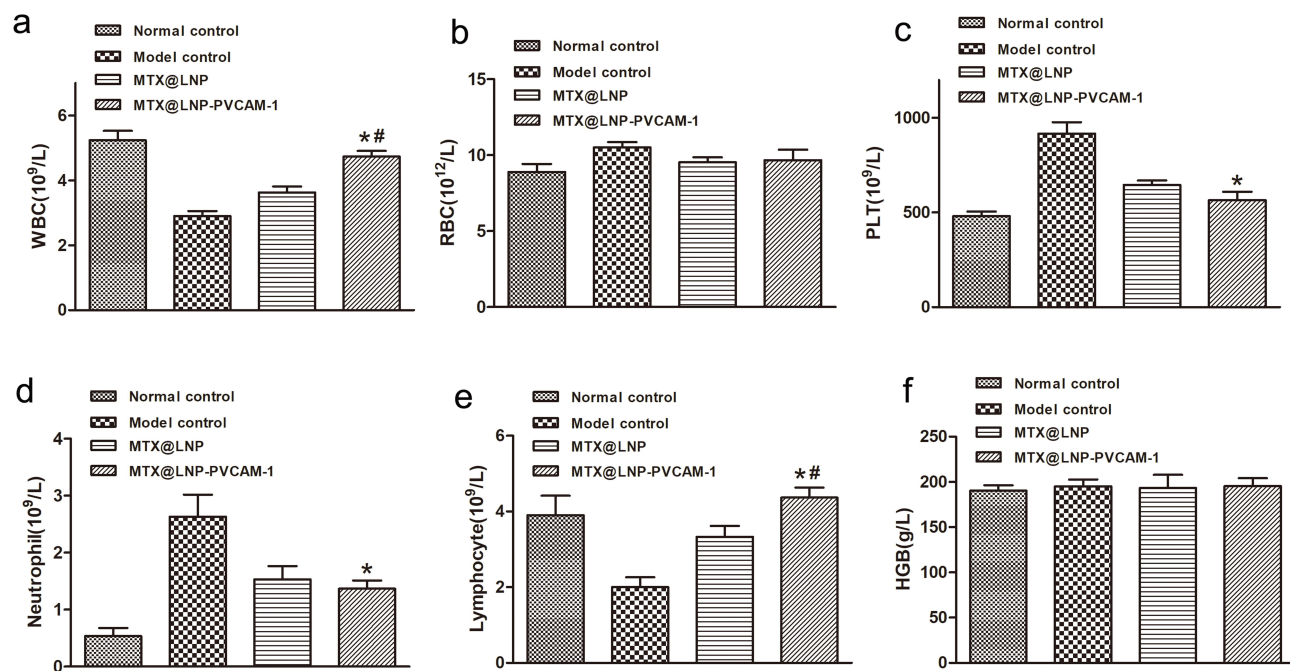 a
Normal control
Model control
MTX@LNP
MTX@LNP-PVCAM-1
WBC(10⁹/L)
6
4
2
0
*#
b
Normal control
Model control
MTX@LNP
MTX@LNP-PVCAM-1
RBC(10¹²/L)
15
10
5
0
c
Normal control
Model control
MTX@LNP
MTX@LNP-PVCAM-1
PLT(10⁹/L)
1000
500
0
*
d
Normal control
Model control
MTX@LNP
MTX@LNP-PVCAM-1
Neutrophil(10⁹/L)
4
3
2
1
0
*
e
Normal control
Model control
MTX@LNP
MTX@LNP-PVCAM-1
Lymphocyte(10⁹/L)
6
4
2
0
*#
f
Normal control
Model control
MTX@LNP
MTX@LNP-PVCAM-1
HGB(g/L)
250
200
150
100
50
0